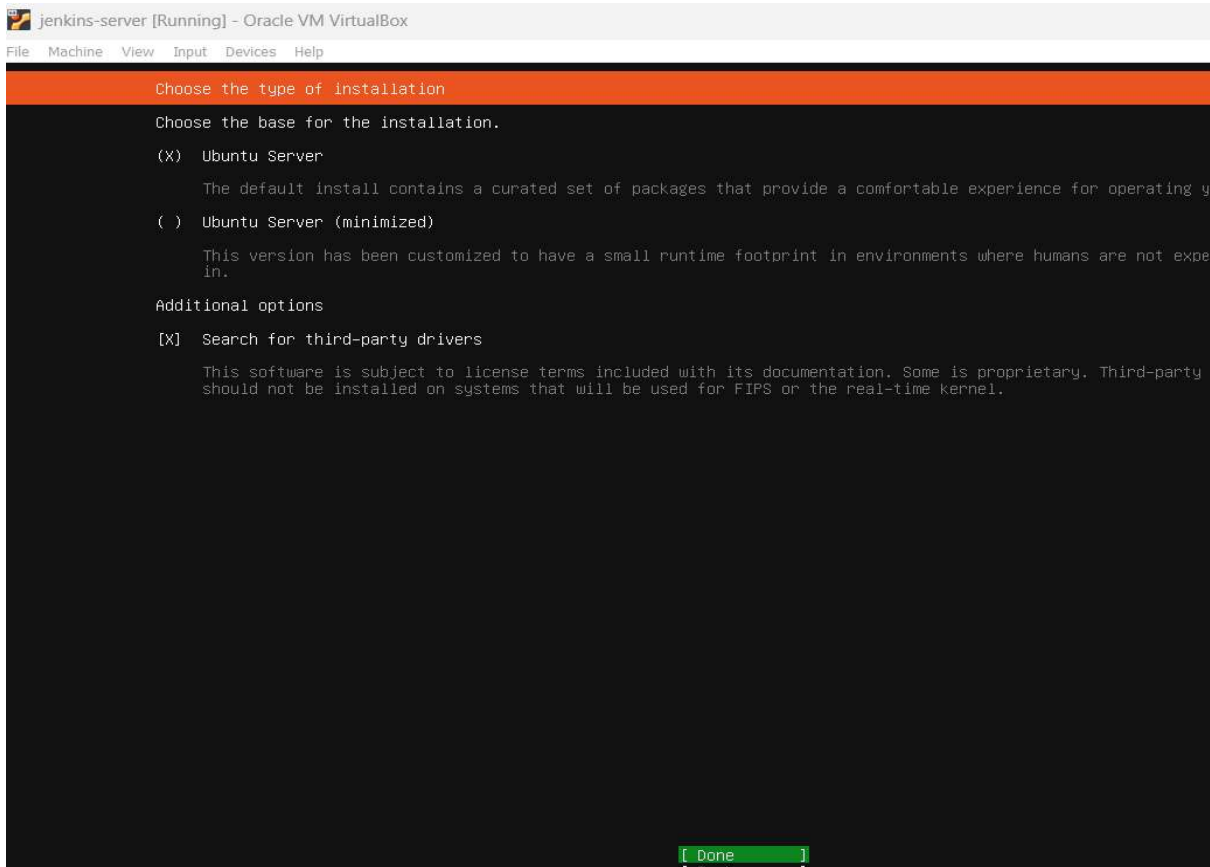 jenkins-server [Running] - Oracle VM VirtualBox
File Machine View Input Devices Help
Choose the type of installation
Choose the base for the installation.
(X) Ubuntu Server
The default install contains a curated set of packages that provide a comfortable experience for operating y
( ) Ubuntu Server (minimized)
This version has been customized to have a small runtime footprint in environments where humans are not expe
in.
Additional options
[X] Search for third-party drivers
This software is subject to license terms included with its documentation. Some is proprietary. Third-party
should not be installed on systems that will be used for FIPS or the real-time kernel.
[ Done ]